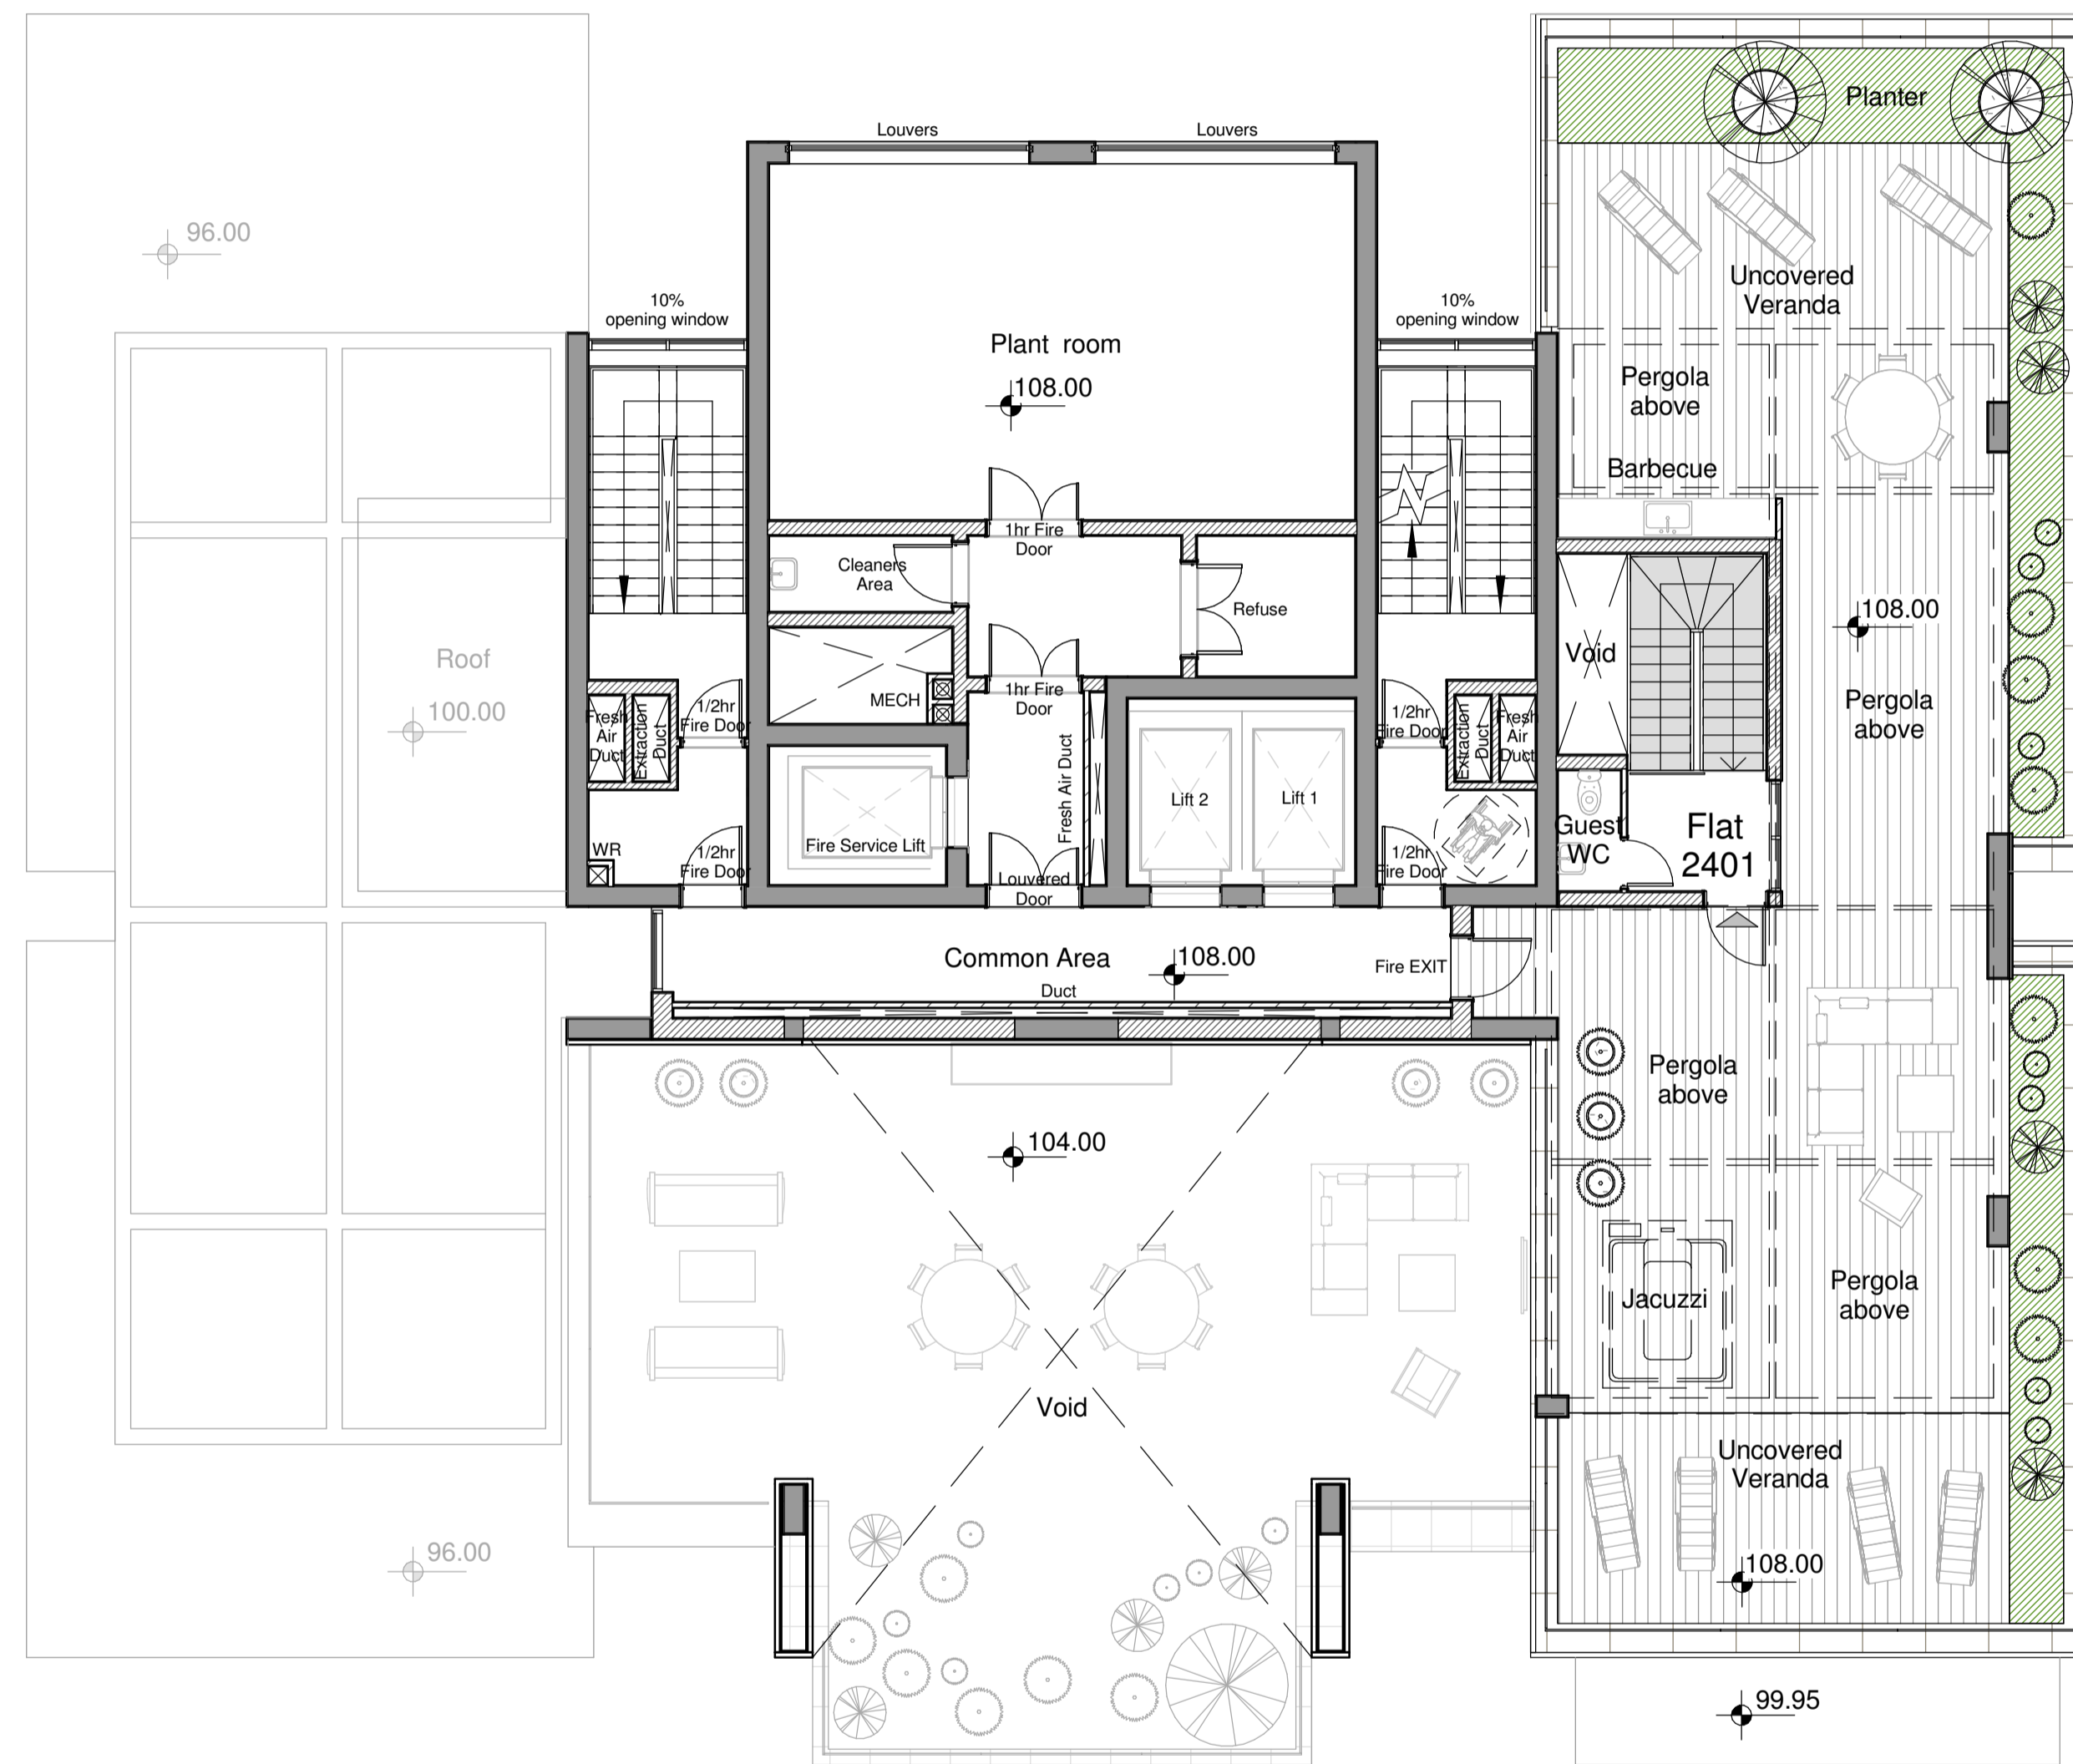 Louvers
Louvers
Planter
96.00
10%
opening window
10%
opening window
Uncovered
Veranda
Plant room
108.00
Pergola
above
Barbecue
1hr Fire
Door
Cleaners
Area
Refuse
108.00
Void
Roof
100.00
MECH
1hr Fire
Door
Pergola
above
Fresh
Air
Duct
Extraction
Duct
1/2hr
Fire Door
1/2hr
Fire Door
Extraction
Duct
Fresh
Air
Duct
Fresh Air Duct
Lift 2
Lift 1
Guest
WC
Flat
2401
WR
1/2hr
Fire Door
Fire Service Lift
Louvered
Door
1/2hr
Fire Door
Common Area
108.00
Fire EXIT
Duct
Pergola
above
104.00
Jacuzzi
Pergola
above
Void
Uncovered
Veranda
96.00
108.00
99.95